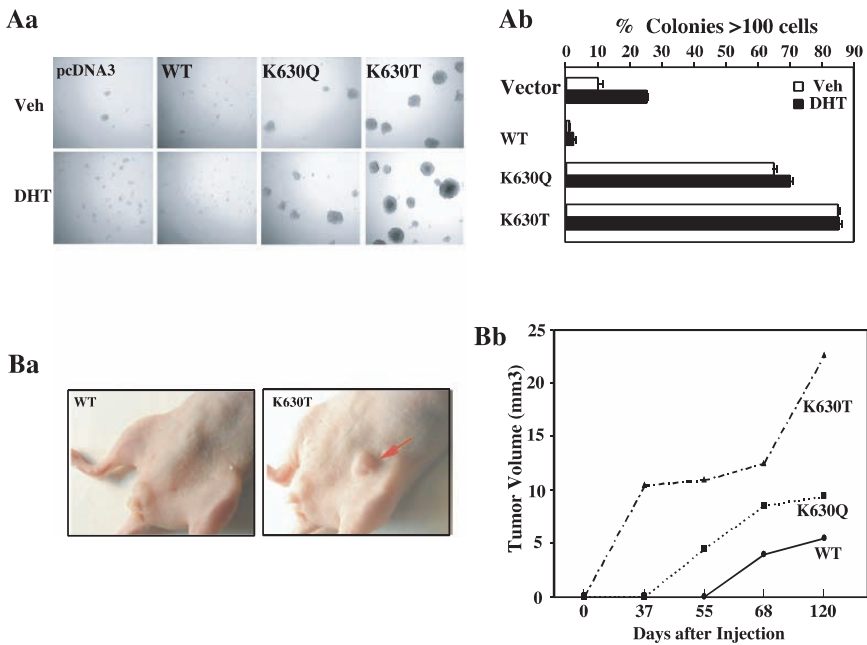 Aa
pcDNA3 WT K630Q K630T
Veh
DHT
Ab
% Colonies >100 cells
0 10 20 30 40 50 60 70 80 90
Vector
WT
K630Q
K630T
Veh
DHT
Ba
WT
K630T
Bb
Tumor Volume (mm3)
25
20
15
10
5
0
K630T
K630Q
WT
0 37 55 68 120
Days after Injection